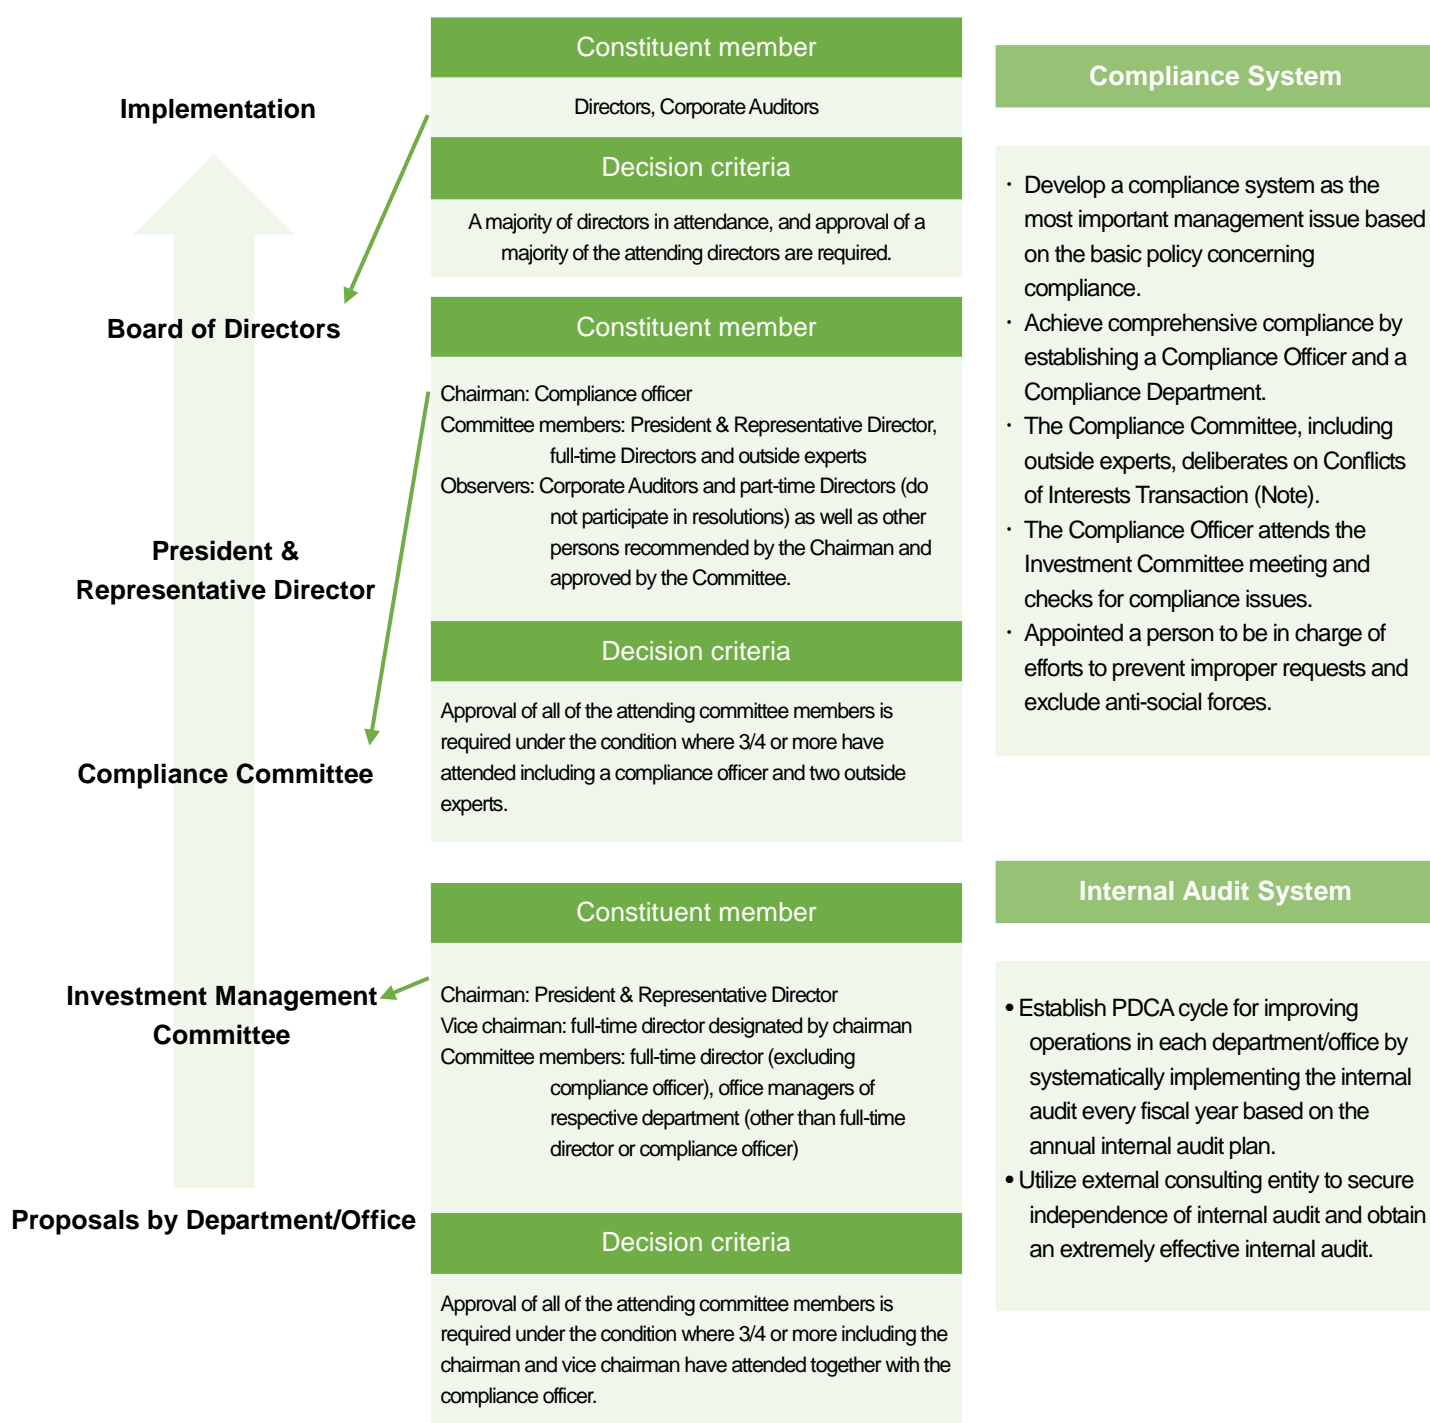 Implementation
Board of Directors
President &
Representative Director
Compliance Committee
Investment Management
Committee
Proposals by Department/Office
Constituent member
Directors, Corporate Auditors
Decision criteria
A majority of directors in attendance, and approval of a
majority of the attending directors are required.
Constituent member
Chairman: Compliance officer
Committee members: President & Representative Director,
full-time Directors and outside experts
Observers: Corporate Auditors and part-time Directors (do
not participate in resolutions) as well as other
persons recommended by the Chairman and
approved by the Committee.
Decision criteria
Approval of all of the attending committee members is
required under the condition where 3/4 or more have
attended including a compliance officer and two outside
experts.
Constituent member
Chairman: President & Representative Director
Vice chairman: full-time director designated by chairman
Committee members: full-time director (excluding
compliance officer), office managers of
respective department (other than full-time
director or compliance officer)
Decision criteria
Approval of all of the attending committee members is
required under the condition where 3/4 or more including the
chairman and vice chairman have attended together with the
compliance officer.
Compliance System
・ Develop a compliance system as the
most important management issue based
on the basic policy concerning
compliance.
・ Achieve comprehensive compliance by
establishing a Compliance Officer and a
Compliance Department.
・ The Compliance Committee, including
outside experts, deliberates on Conflicts
of Interests Transaction (Note).
・ The Compliance Officer attends the
Investment Committee meeting and
checks for compliance issues.
・ Appointed a person to be in charge of
efforts to prevent improper requests and
exclude anti-social forces.
Internal Audit System
• Establish PDCA cycle for improving
operations in each department/office by
systematically implementing the internal
audit every fiscal year based on the
annual internal audit plan.
• Utilize external consulting entity to secure
independence of internal audit and obtain
an extremely effective internal audit.